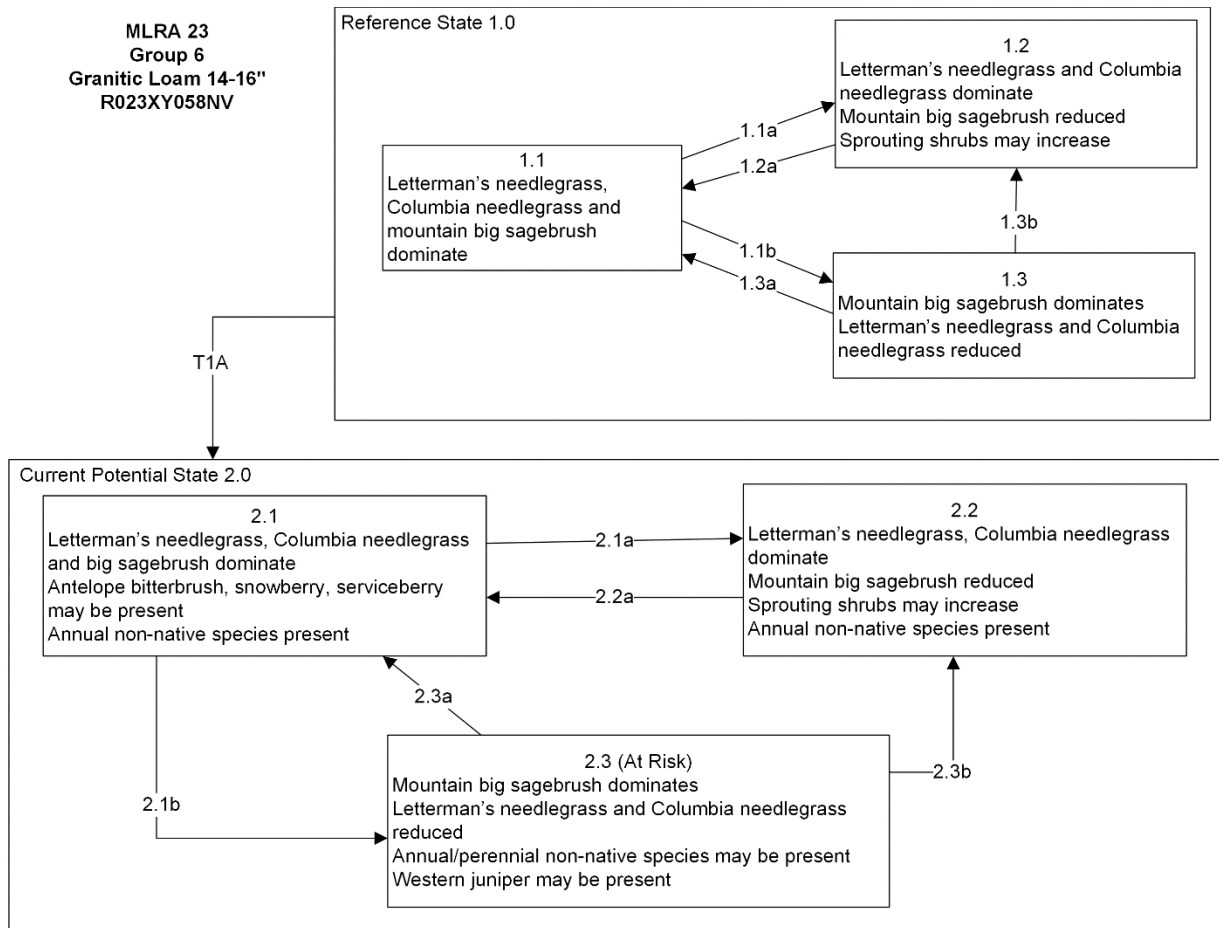 MLRA 23
Group 6
Granitic Loam 14-16"
R023XY058NV
Reference State 1.0
1.2
Letterman's needlegrass and Columbia
needlegrass dominate
Mountain big sagebrush reduced
Sprouting shrubs may increase
1.1a
1.2a
1.1
Letterman's needlegrass,
Columbia needlegrass and
mountain big sagebrush
dominate
1.1b
1.3a
1.3b
1.3
Mountain big sagebrush dominates
Letterman's needlegrass and Columbia
needlegrass reduced
T1A
Current Potential State 2.0
2.1
Letterman's needlegrass, Columbia needlegrass
and big sagebrush dominate
Antelope bitterbrush, snowberry, serviceberry
may be present
Annual non-native species present
2.1a
2.2a
2.2
Letterman's needlegrass, Columbia needlegrass
dominate
Mountain big sagebrush reduced
Sprouting shrubs may increase
Annual non-native species present
2.3a
2.1b
2.3b
2.3 (At Risk)
Mountain big sagebrush dominates
Letterman's needlegrass and Columbia needlegrass
reduced
Annual/perennial non-native species may be present
Western juniper may be present